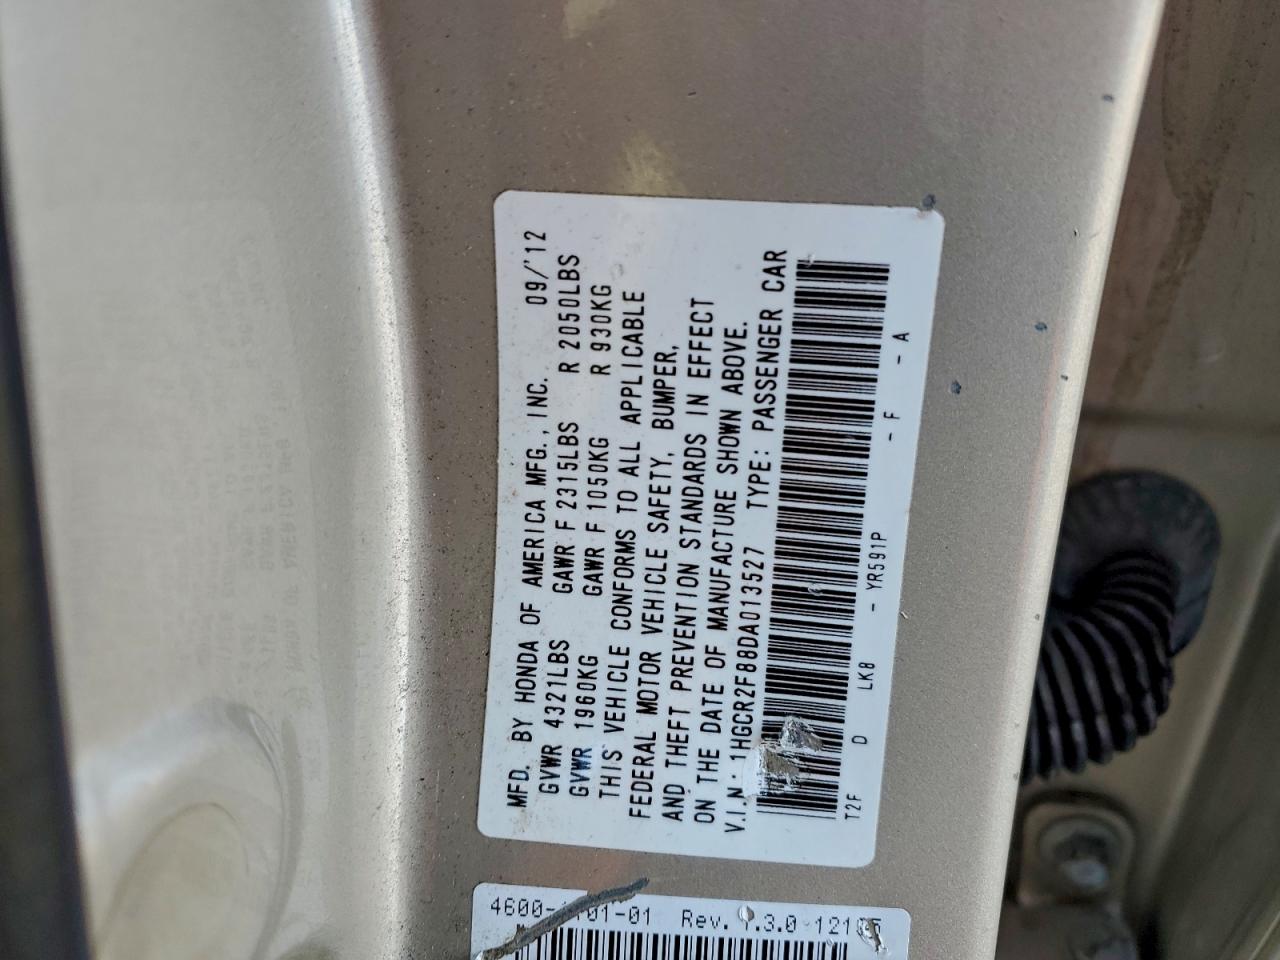 MFD. BY HONDA OF AMERICA MFG., INC. 09/'12
GVWR 4321LBS GAWR F 2315LBS R 2050LBS
GVWR 1960KG GAWR F 1050KG R 930KG
THIS VEHICLE CONFORMS TO ALL APPLICABLE
FEDERAL MOTOR VEHICLE SAFETY, BUMPER,
AND THEFT PREVENTION STANDARDS IN EFFECT
ON THE DATE OF MANUFACTURE SHOWN ABOVE.
V.I.N.: 1HGCR2F88DA013527 TYPE: PASSENGER CAR
T2F D LK8 - YR591P - F - A
Rev.